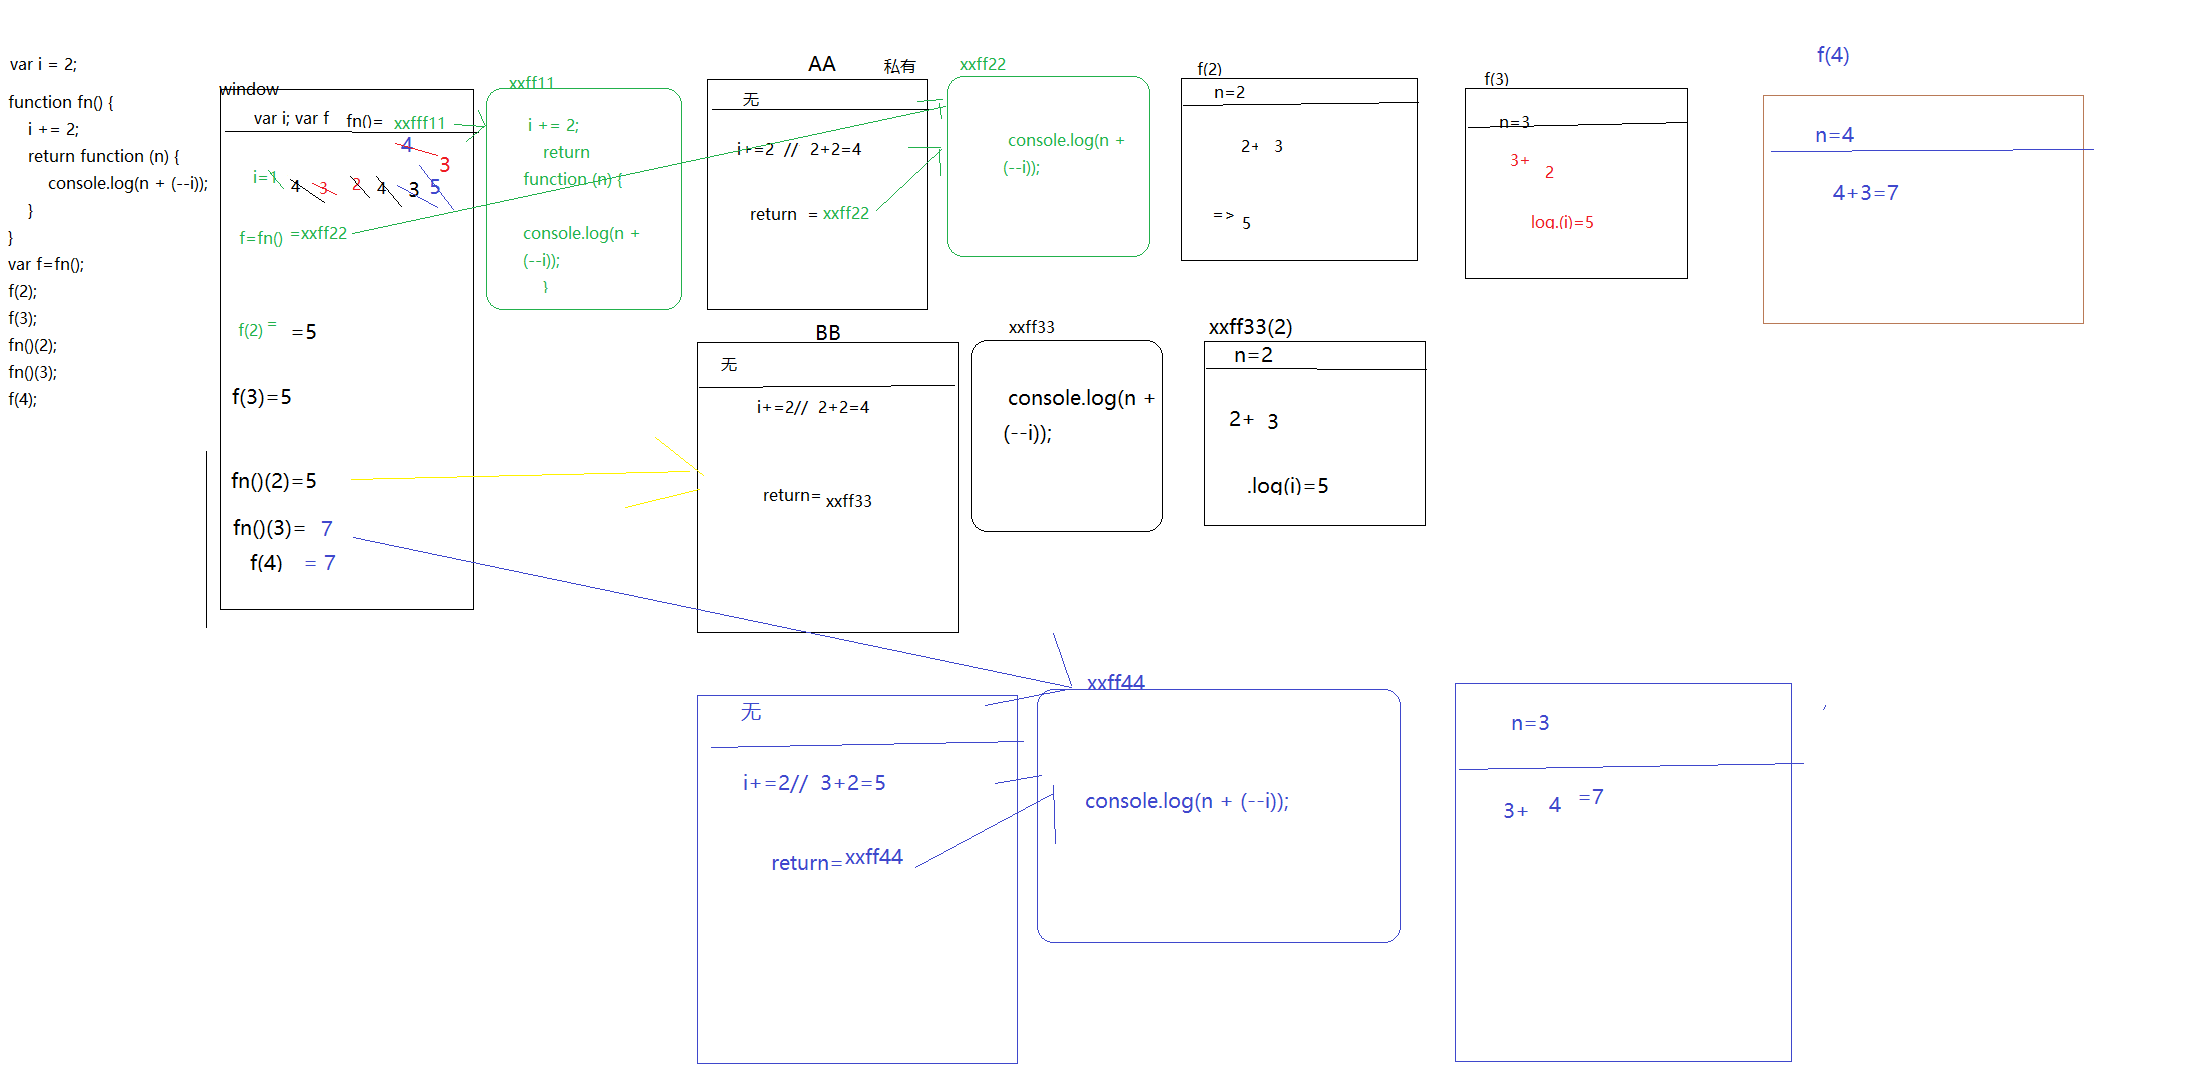 var i = 2;
function fn() {
i += 2;
return function (n) {
console.log(n + (--i));
}
}
var f=fn();
f(2);
f(3);
fn()(2);
fn()(3);
f(4);
window
var i; var f fn()= xxfff11
4
3
i=1 4 3 2 4 3 5
f=fn() =xxff22
f(2) = =5
f(3)=5
fn()(2)=5
fn()(3)= 7
f(4) = 7
xxff11
i += 2;
return
function (n) {
console.log(n +
(--i));
}
AA 私有
无
i+=2 // 2+2=4
return = xxff22
xxff22
console.log(n +
(--i));
f(2)
n=2
2+ 3
=> 5
f(3)
n=3
3+ 2
log.(i)=5
f(4)
n=4
4+3=7
BB
无
i+=2// 2+2=4
return= xxff33
xxff33
console.log(n +
(--i));
xxff33(2)
n=2
2+ 3
.log(i)=5
无
i+=2// 3+2=5
return=xxff44
xxff44
console.log(n + (--i));
n=3
3+ 4 =7